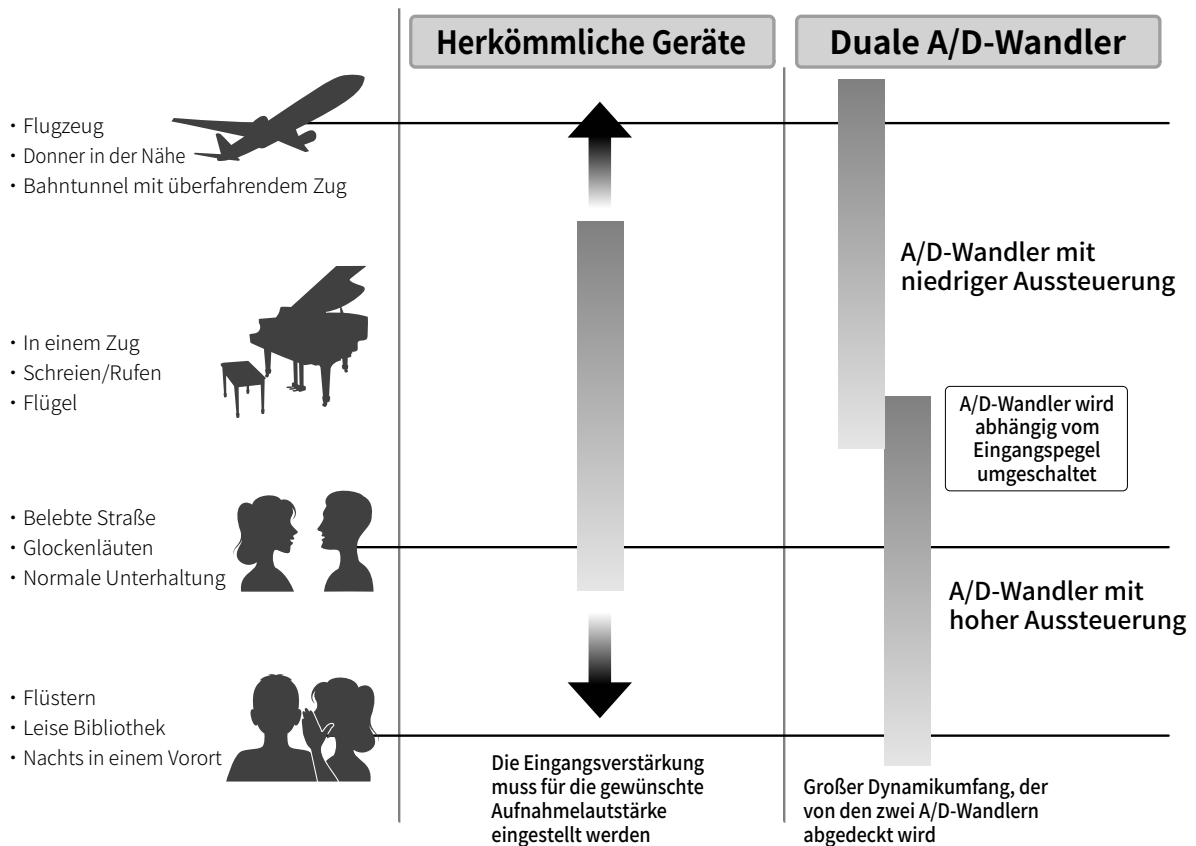 Herkömmliche Geräte
Duale A/D-Wandler
・Flugzeug
・Donner in der Nähe
・Bahntunnel mit überfahrendem Zug
A/D-Wandler mit
niedriger Aussteuerung
・In einem Zug
・Schreien/Rufen
・Flügel
A/D-Wandler wird
abhängig vom
Eingangspegel
umgeschaltet
・Belebte Straße
・Glockenläuten
・Normale Unterhaltung
A/D-Wandler mit
hoher Aussteuerung
・Flüstern
・Leise Bibliothek
・Nachts in einem Vorort
Die Eingangsverstärkung
muss für die gewünschte
Aufnahmelautstärke
eingestellt werden
Großer Dynamikumfang, der
von den zwei A/D-Wandlern
abgedeckt wird